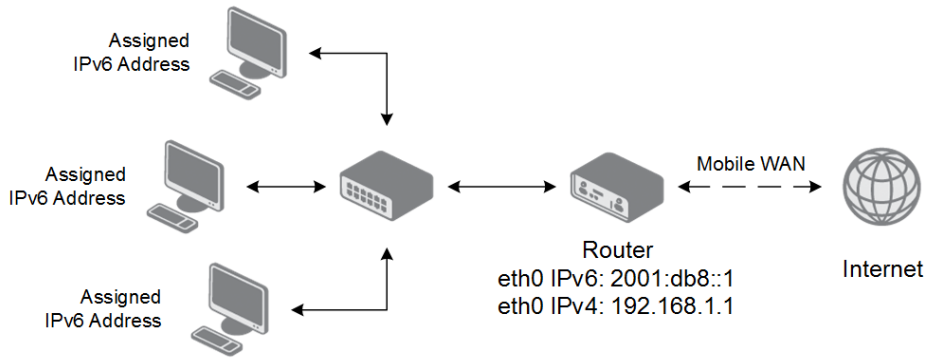 Assigned
IPv6 Address
Assigned
IPv6 Address
Assigned
IPv6 Address
Mobile WAN
Router
eth0 IPv6: 2001:db8::1
eth0 IPv4: 192.168.1.1
Internet